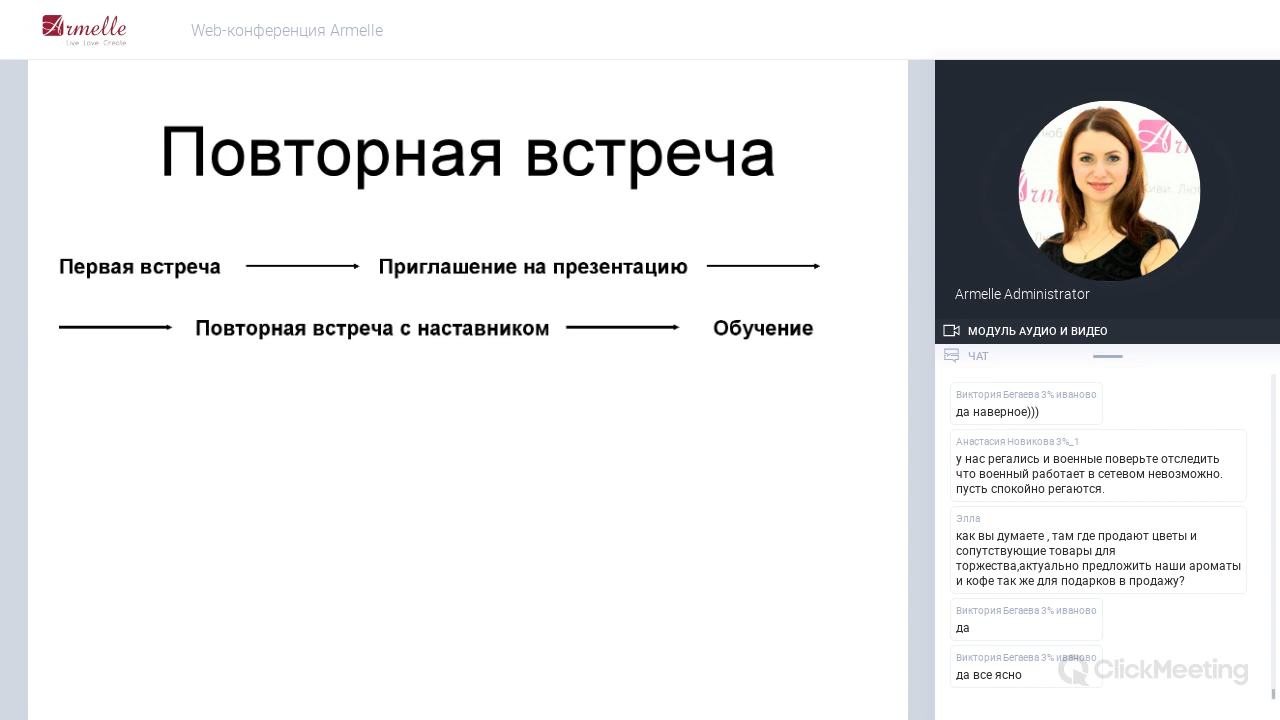 Armelle
Live Love Create
Web-конференция Armelle
Повторная встреча
Первая встреча
Приглашение на презентацию
Повторная встреча с наставником
Обучение
Armelle Administrator
МОДУЛЬ АУДИО И ВИДЕО
ЧАТ
Виктория Бегаева 3% иваново
да наверное)))
Анастасия Новикова 3%_1
у нас регались и военные поверьте отследить
что военный работает в сетевом невозможно.
пусть спокойно регаются.
Элла
как вы думаете , там где продают цветы и
сопутствующие товары для
торжества,актуально предложить наши ароматы
и кофе так же для подарков в продажу?
Виктория Бегаева 3% иваново
да
Виктория Бегаева 3% иваново
да все ясно
ClickMeeting